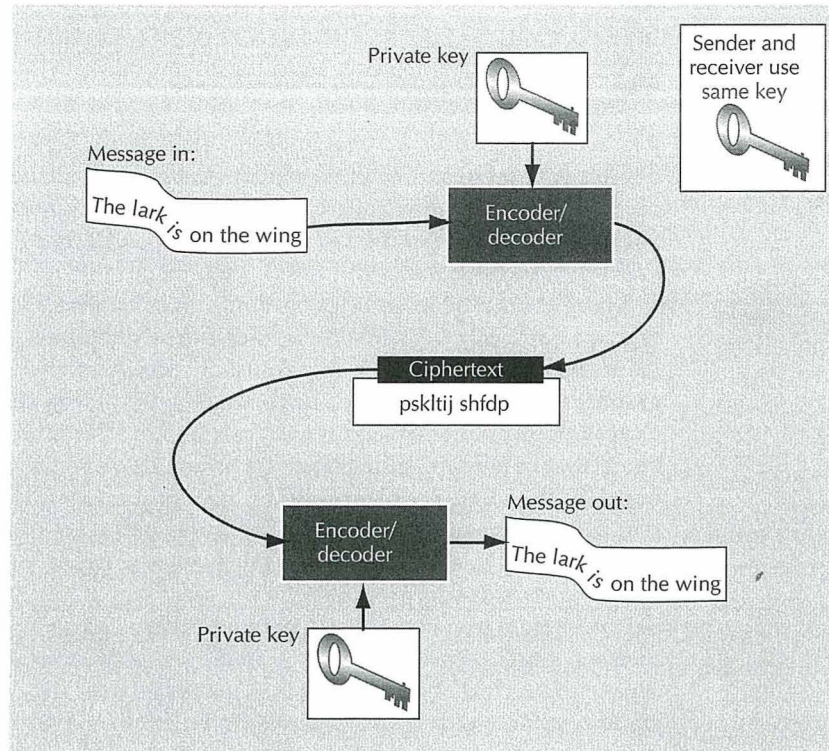 Private key
Sender and
receiver use
same key
Message in:
The lark is on the wing
Encoder/
decoder
Ciphertext
pskltij shfdp
Encoder/
decoder
Message out:
The lark is on the wing
Private key